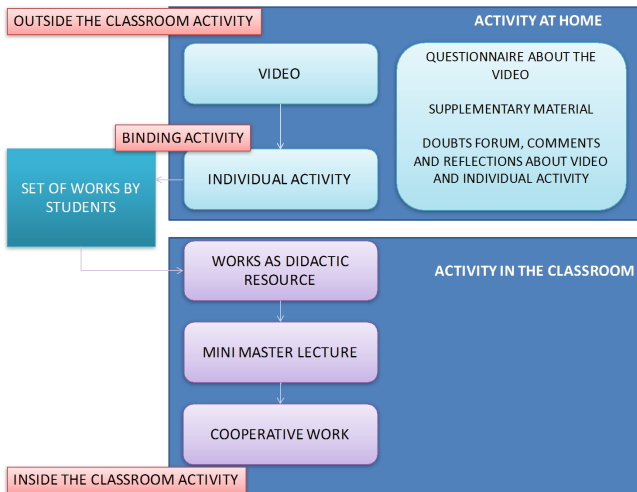 OUTSIDE THE CLASSROOM ACTIVITY
ACTIVITY AT HOME
VIDEO
QUESTIONNAIRE ABOUT THE
VIDEO
SUPPLEMENTARY MATERIAL
DOUBTS FORUM, COMMENTS
AND REFLECTIONS ABOUT VIDEO
AND INDIVIDUAL ACTIVITY
BINDING ACTIVITY
INDIVIDUAL ACTIVITY
SET OF WORKS BY
STUDENTS
WORKS AS DIDACTIC
RESOURCE
ACTIVITY IN THE CLASSROOM
MINI MASTER LECTURE
COOPERATIVE WORK
INSIDE THE CLASSROOM ACTIVITY